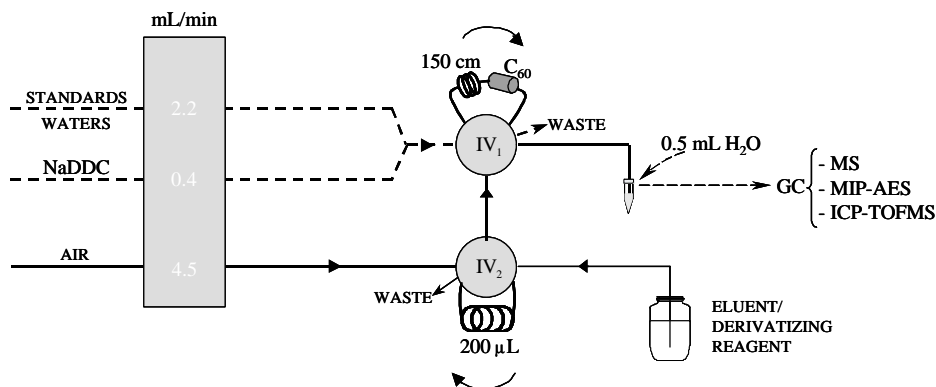 mL/min
150 cm
C60
STANDARDS
WATERS
2.2
IV1
WASTE
0.5 mL H2O
NaDDC
0.4
GC
- MS
- MIP-AES
- ICP-TOFMS
AIR
4.5
IV2
WASTE
200 µL
ELUENT/
DERIVATIZING
REAGENT